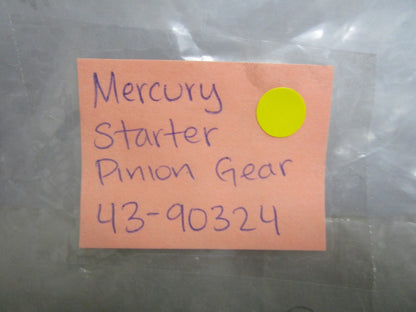 Mercury
Starter
Pinion Gear
43-90324